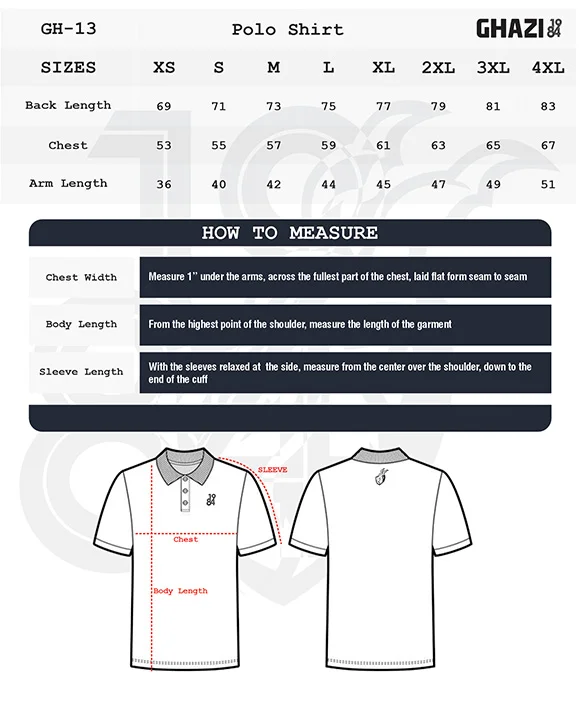 GH-13 Polo Shirt GHAZI 1984
SIZES XS S M L XL 2XL 3XL 4XL
Back Length 69 71 73 75 77 79 81 83
Chest 53 55 57 59 61 63 65 67
Arm Length 36 40 42 44 45 47 49 51
HOW TO MEASURE
Chest Width Measure 1’’ under the arms, across the fullest part of the chest, laid flat form seam to seam
Body Length From the highest point of the shoulder, measure the length of the garment
Sleeve Length With the sleeves relaxed at the side, measure from the center over the shoulder, down to the
end of the cuff
SLEEVE
19
84
Chest
Body Length